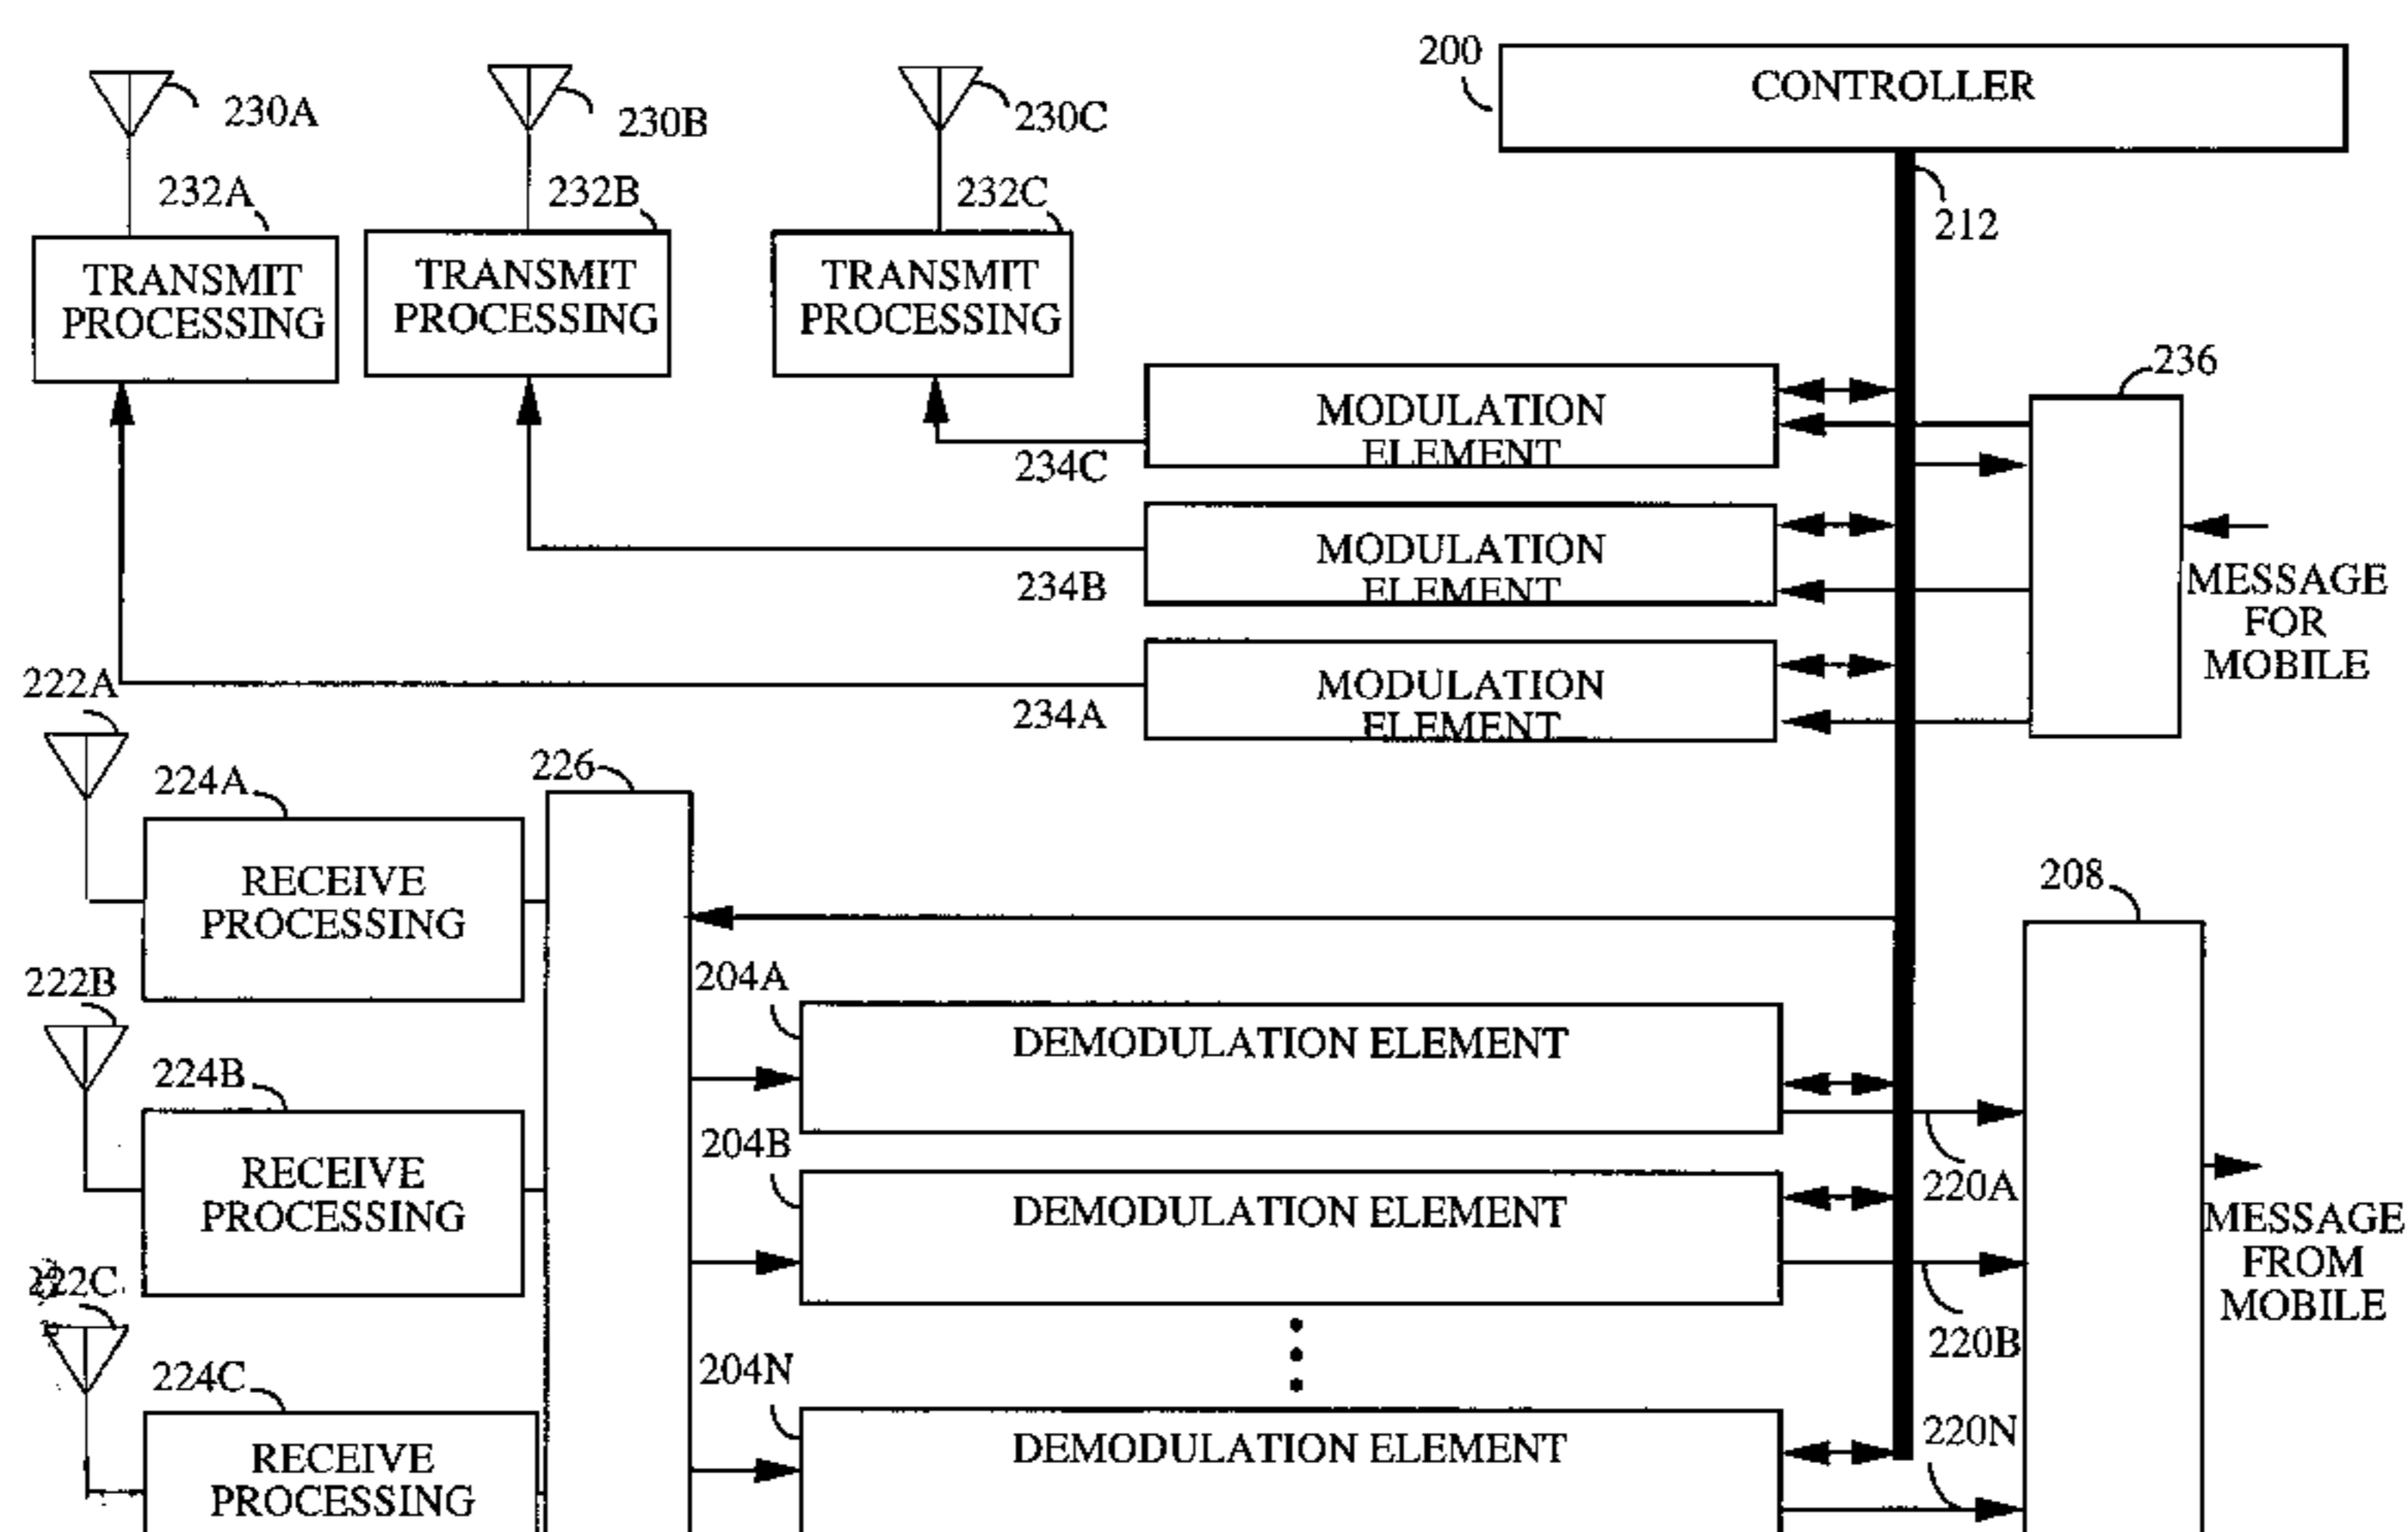 200
CONTROLLER
230A
230B
230C
232A
232B
232C
212
TRANSMIT
PROCESSING
TRANSMIT
PROCESSING
TRANSMIT
PROCESSING
236
MODULATION
ELEMENT
234C
MODULATION
ELEMENT
234B
MESSAGE
FOR
MOBILE
MODULATION
ELEMENT
234A
222A
226
224A
RECEIVE
PROCESSING
208
204A
222B
DEMODULATION ELEMENT
224B
204B
RECEIVE
PROCESSING
220A
DEMODULATION ELEMENT
MESSAGE
FROM
MOBILE
222C
220B
224C
204N
220N
RECEIVE
PROCESSING
DEMODULATION ELEMENT